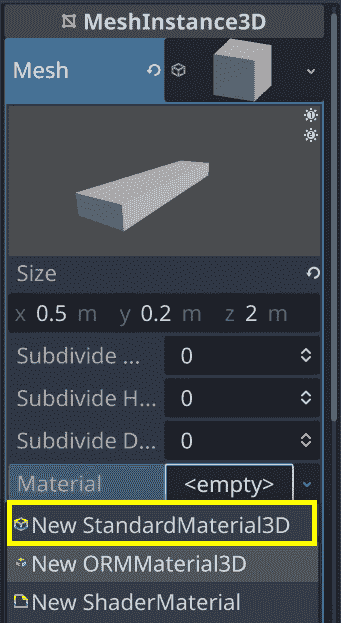 MeshInstance3D
Mesh
Size
x 0.5 m y 0.2 m z 2 m
Subdivide ... 0
Subdivide H... 0
Subdivide D... 0
Material <empty>
New StandardMaterial3D
New ORMMaterial3D
New ShaderMaterial